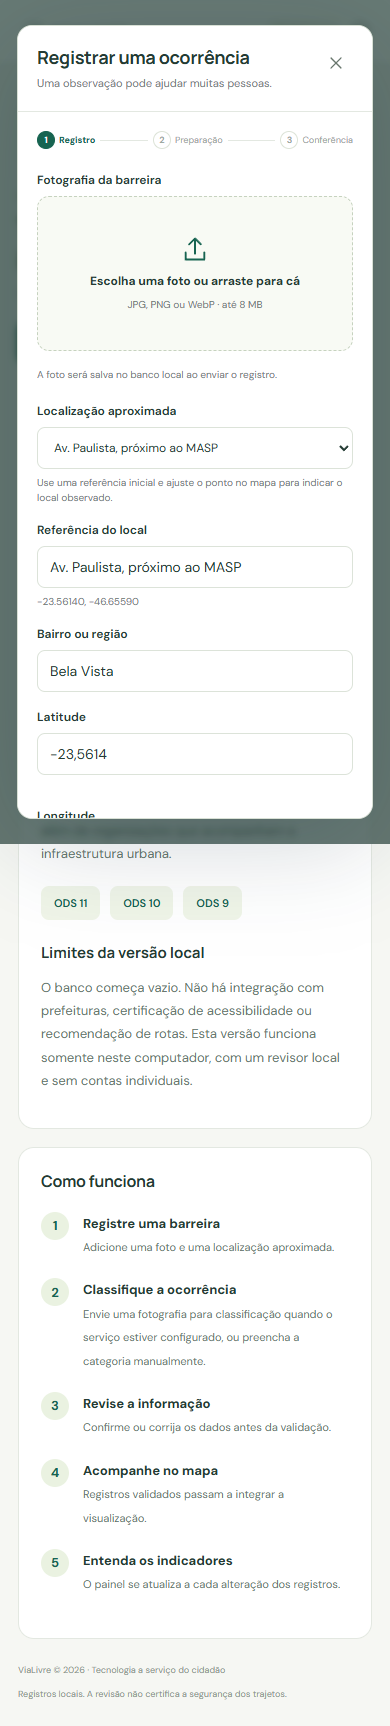 Registrar uma ocorrência
Uma observação pode ajudar muitas pessoas.
1 Registro 2 Preparação 3 Conferência
Fotografia da barreira
Escolha uma foto ou arraste para cá
JPG, PNG ou WebP · até 8 MB
A foto será salva no banco local ao enviar o registro.
Localização aproximada
Av. Paulista, próximo ao MASP
Use uma referência inicial e ajuste o ponto no mapa para indicar o
local observado.
Referência do local
Av. Paulista, próximo ao MASP
-23.56140, -46.65590
Bairro ou região
Bela Vista
Latitude
-23,5614
Longitude
infraestrutura urbana.
ODS 11 ODS 10 ODS 9
Limites da versão local
O banco começa vazio. Não há integração com
prefeituras, certificação de acessibilidade ou
recomendação de rotas. Esta versão funciona
somente neste computador, com um revisor local
e sem contas individuais.
Como funciona
1 Registre uma barreira
Adicione uma foto e uma localização aproximada.
2 Classifique a ocorrência
Envie uma fotografia para classificação quando o
serviço estiver configurado, ou preencha a
categoria manualmente.
3 Revise a informação
Confirme ou corrija os dados antes da validação.
4 Acompanhe no mapa
Registros validados passam a integrar a
visualização.
5 Entenda os indicadores
O painel se atualiza a cada alteração dos registros.
ViaLivre © 2026 · Tecnologia a serviço do cidadão
Registros locais. A revisão não certifica a segurança dos trajetos.